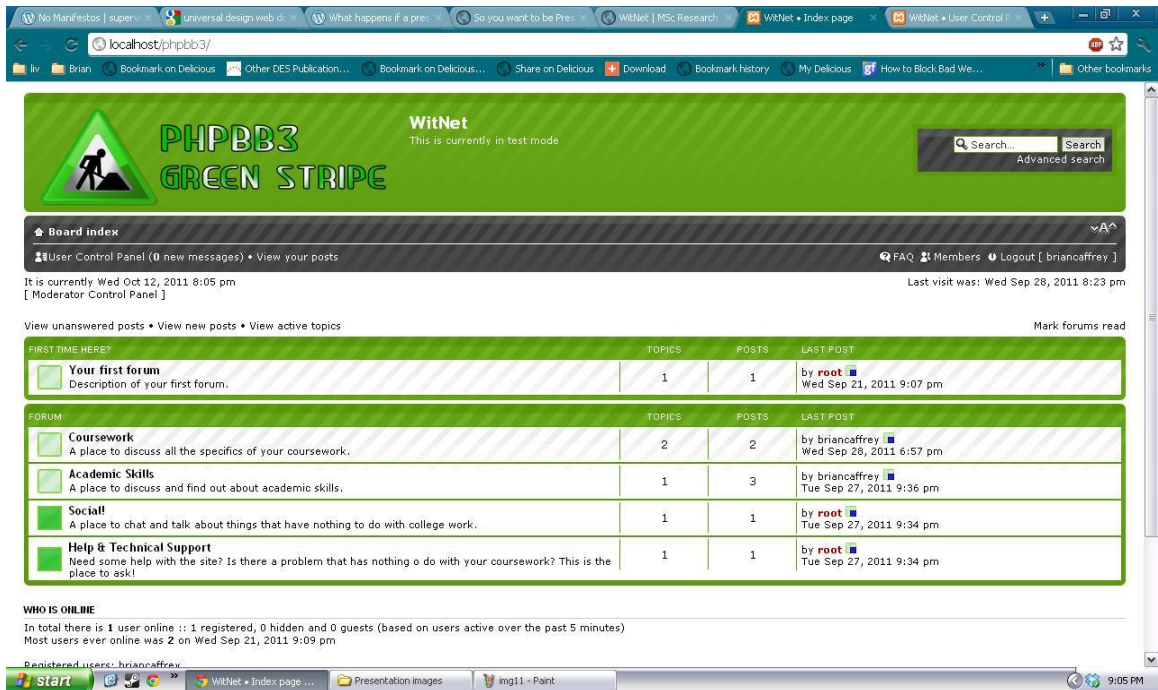 No Manifestos | superv
universal design web d
What happens if a pres
So you want to be Pres
WitNet | MSc Research
WitNet • Index page
WitNet • User Control P
localhost/phpbb3/
ABP
liv
Brian
Bookmark on Delicious
Other DES Publication...
Bookmark on Delicious...
Share on Delicious
Download
Bookmark history
My Delicious
gf How to Block Bad We...
Other bookmarks
PHPBB3
GREEN STRIPE
WitNet
This is currently in test mode
Search... Search
Advanced search
Board index
A
User Control Panel (0 new messages) • View your posts
FAQ Members Logout [ briancaffrey ]
It is currently Wed Oct 12, 2011 8:05 pm
Last visit was: Wed Sep 28, 2011 8:23 pm
[ Moderator Control Panel ]
View unanswered posts • View new posts • View active topics
Mark forums read
FIRST TIME HERE? TOPICS POSTS LAST POST
Your first forum
Description of your first forum.
1 1
by root
Wed Sep 21, 2011 9:07 pm
FORUM TOPICS POSTS LAST POST
Coursework
A place to discuss all the specifics of your coursework.
2 2
by briancaffrey
Wed Sep 28, 2011 6:57 pm
Academic Skills
A place to discuss and find out about academic skills.
1 3
by briancaffrey
Tue Sep 27, 2011 9:36 pm
Social!
A place to chat and talk about things that have nothing to do with college work.
1 1
by root
Tue Sep 27, 2011 9:34 pm
Help & Technical Support
Need some help with the site? Is there a problem that has nothing o do with your coursework? This is the
place to ask!
1 1
by root
Tue Sep 27, 2011 9:34 pm
WHO IS ONLINE
In total there is 1 user online :: 1 registered, 0 hidden and 0 guests (based on users active over the past 5 minutes)
Most users ever online was 2 on Wed Sep 21, 2011 9:09 pm
Registered users: briancaffrey
start
WitNet • Index page ...
Presentation images
img11 - Paint
9:05 PM